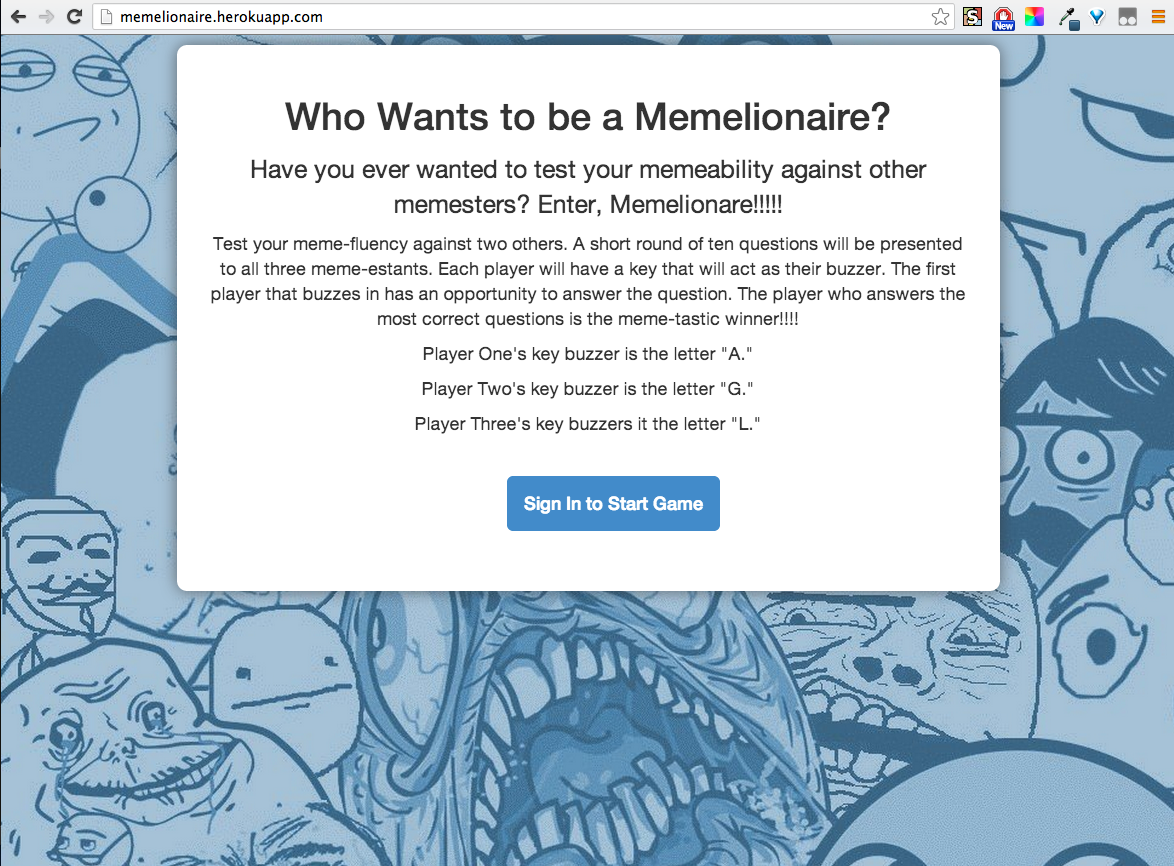 memelionaire.herokuapp.com
S
New
Who Wants to be a Memelionaire?
Have you ever wanted to test your memeability against other
memesters? Enter, Memelionare!!!!!
Test your meme-fluency against two others. A short round of ten questions will be presented
to all three meme-estants. Each player will have a key that will act as their buzzer. The first
player that buzzes in has an opportunity to answer the question. The player who answers the
most correct questions is the meme-tastic winner!!!!
Player One's key buzzer is the letter "A."
Player Two's key buzzer is the letter "G."
Player Three's key buzzers it the letter "L."
Sign In to Start Game